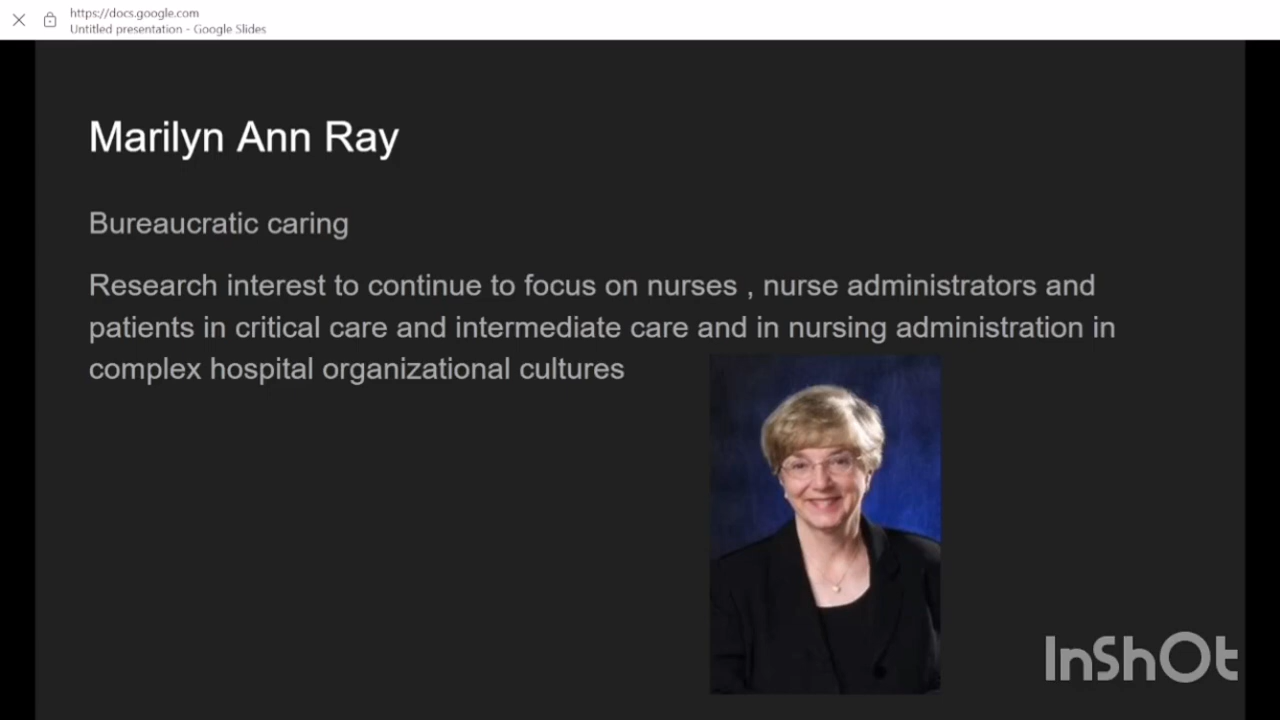 https://docs.google.com
Untitled presentation - Google Slides
Marilyn Ann Ray
Bureaucratic caring
Research interest to continue to focus on nurses , nurse administrators and
patients in critical care and intermediate care and in nursing administration in
complex hospital organizational cultures
InShOt